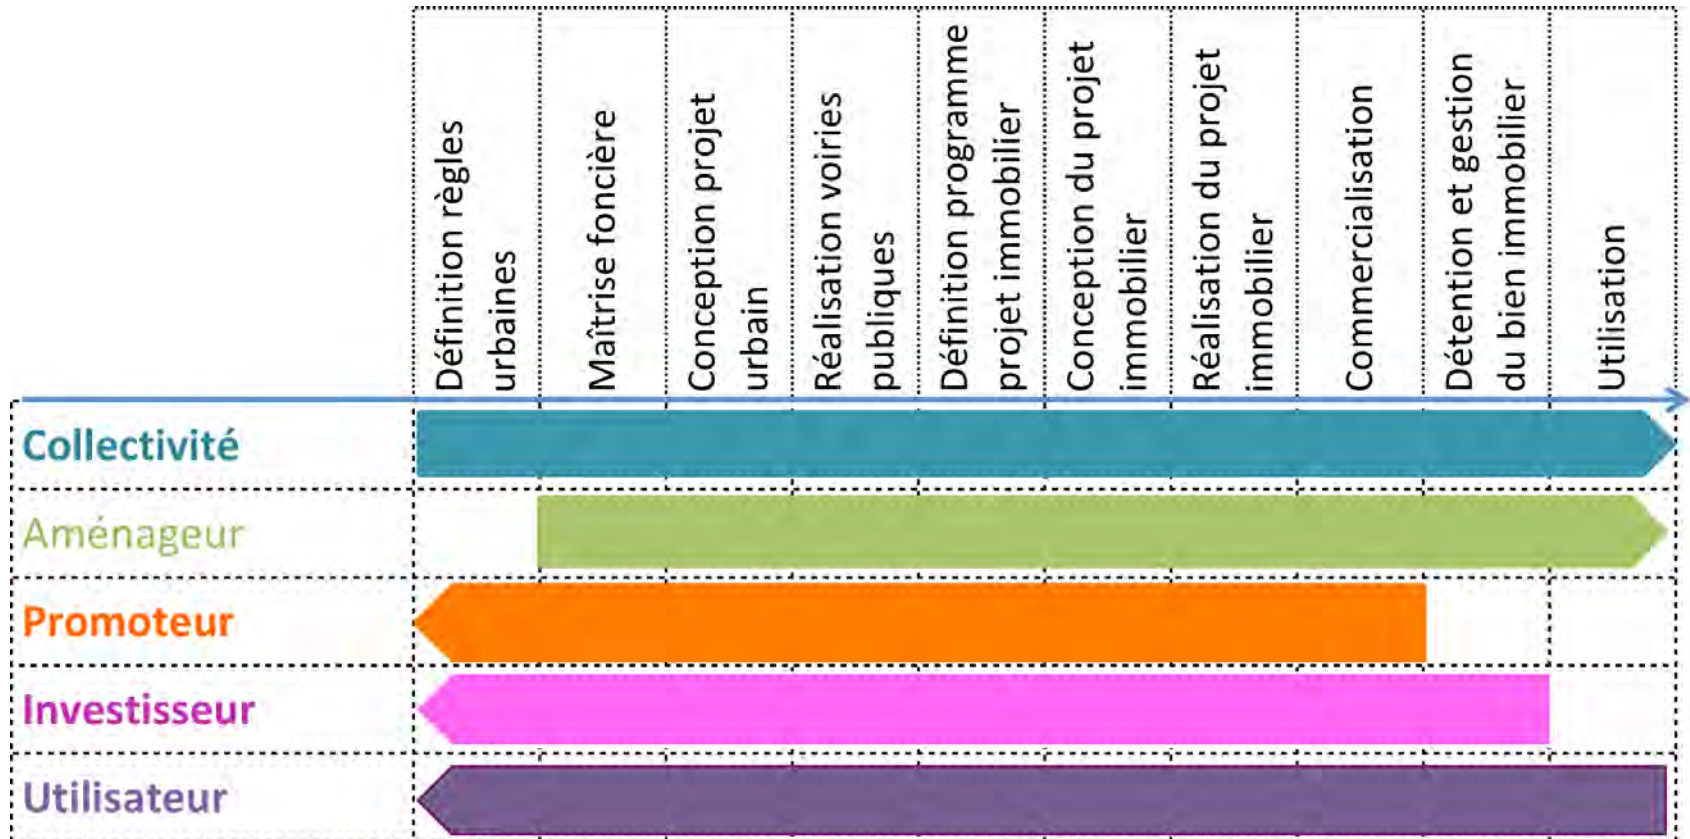 Définition règles
urbaines
Maîtrise foncière
Conception projet
urbain
Réalisation voiries
publiques
Définition programme
projet immobilier
Conception du projet
immobilier
Réalisation du projet
immobilier
Commercialisation
Détention et gestion
du bien immobilier
Utilisation
Collectivité
Aménageur
Promoteur
Investisseur
Utilisateur